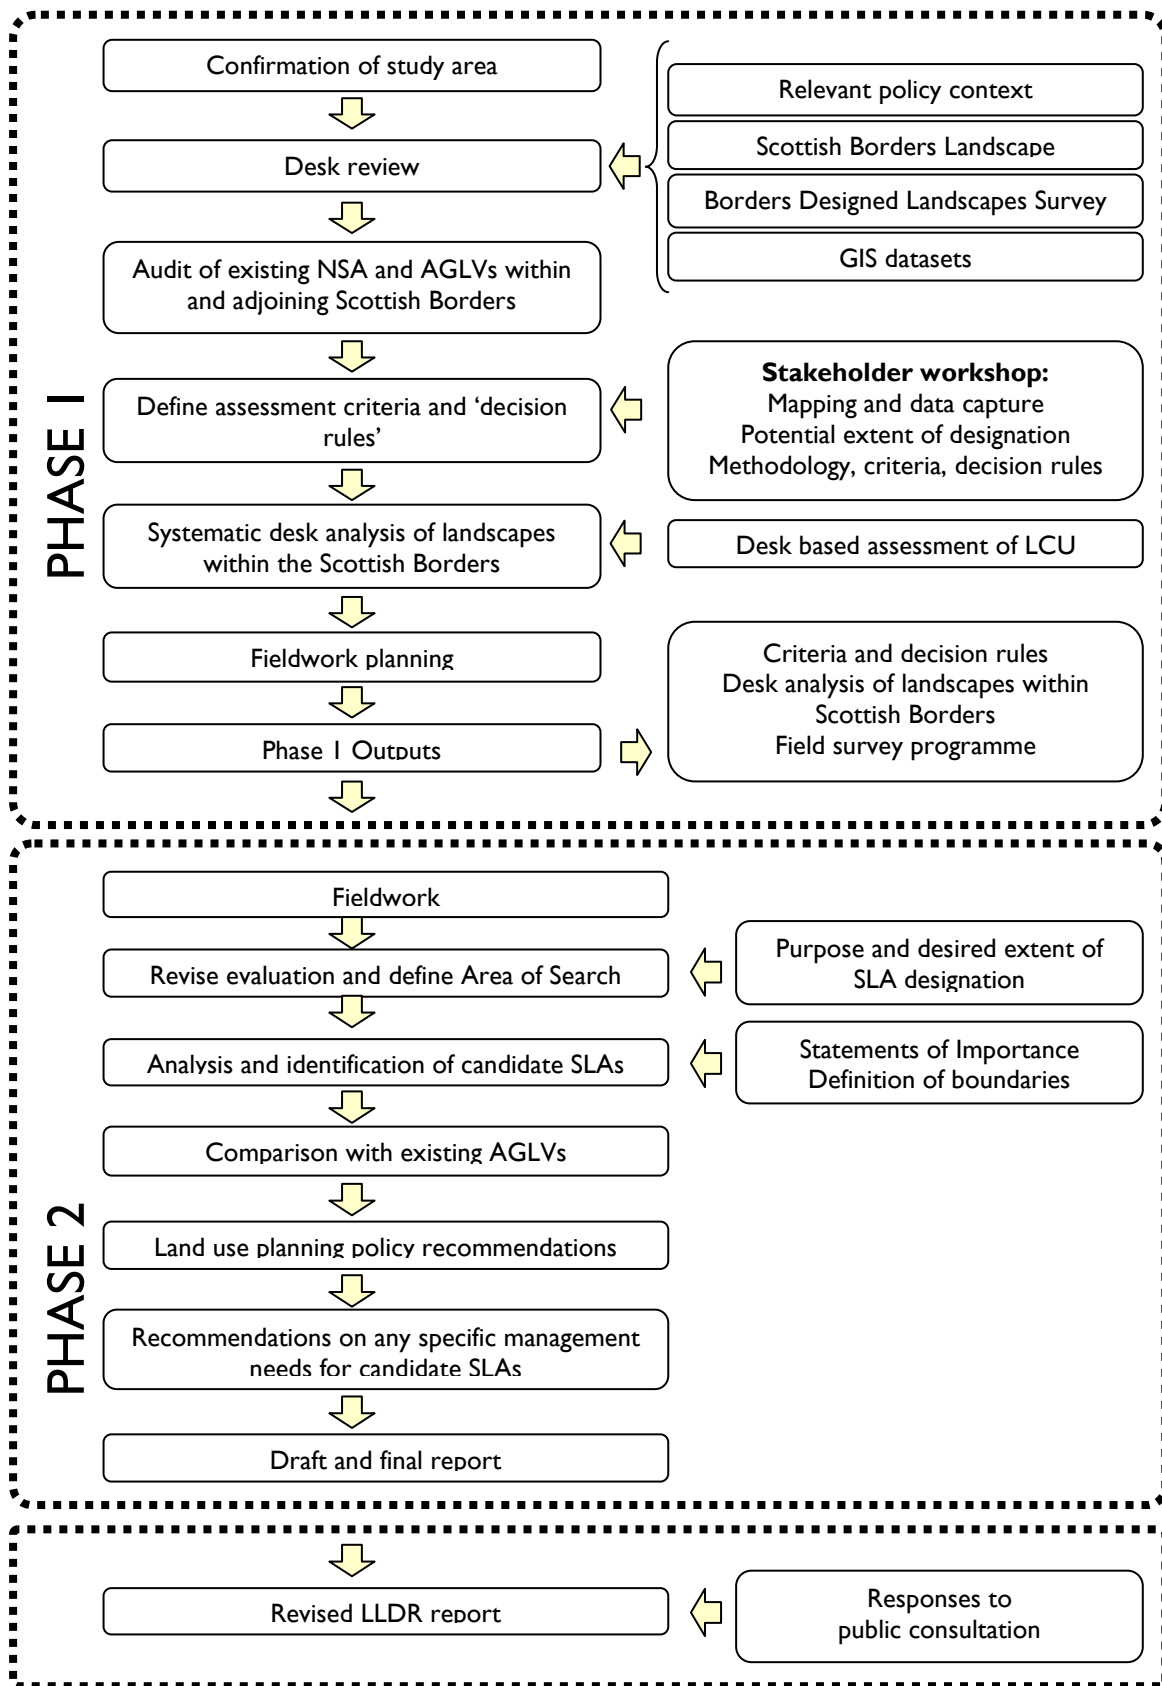 PHASE 1
Confirmation of study area
Desk review
Relevant policy context
Scottish Borders Landscape
Borders Designed Landscapes Survey
GIS datasets
Audit of existing NSA and AGLVs within
and adjoining Scottish Borders
Define assessment criteria and ‘decision
rules’
Stakeholder workshop:
Mapping and data capture
Potential extent of designation
Methodology, criteria, decision rules
Systematic desk analysis of landscapes
within the Scottish Borders
Desk based assessment of LCU
Fieldwork planning
Phase 1 Outputs
Criteria and decision rules
Desk analysis of landscapes within
Scottish Borders
Field survey programme
PHASE 2
Fieldwork
Revise evaluation and define Area of Search
Purpose and desired extent of
SLA designation
Analysis and identification of candidate SLAs
Statements of Importance
Definition of boundaries
Comparison with existing AGLVs
Land use planning policy recommendations
Recommendations on any specific management
needs for candidate SLAs
Draft and final report
Revised LLDR report
Responses to
public consultation